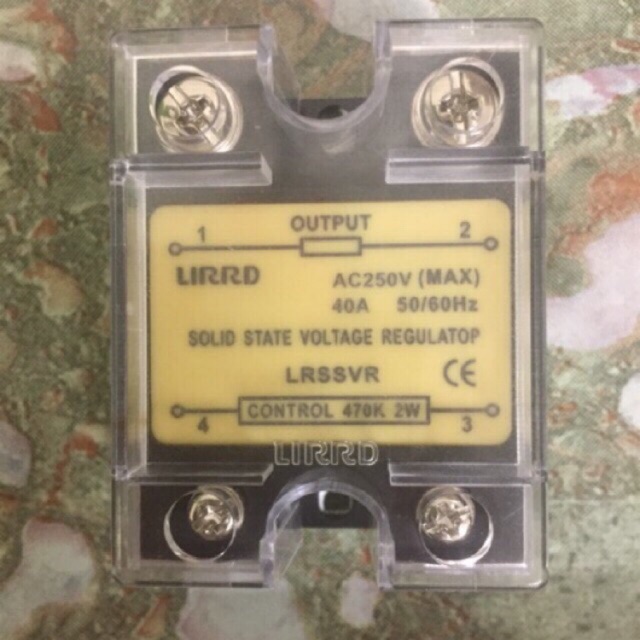 OUTPUT
1 2
LIRRD AC250V (MAX)
40A 50/60Hz
SOLID STATE VOLTAGE REGULATOP
LRSSVR CE
4 CONTROL 470K 2W 3
LIRRD